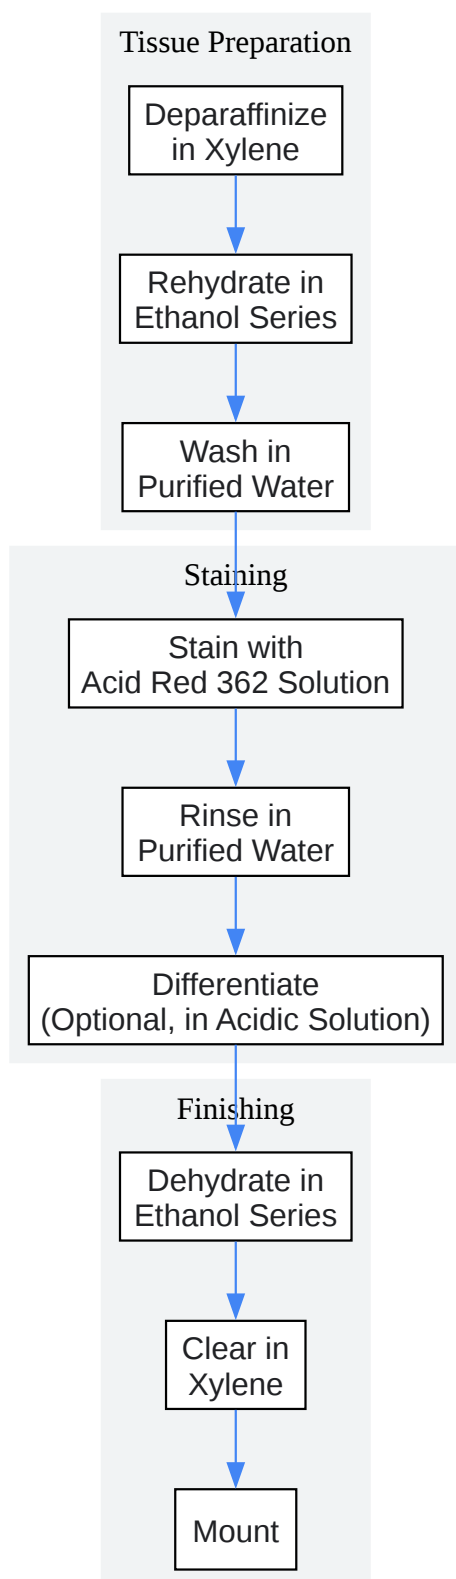 Tissue Preparation
Deparaffinize
in Xylene
Rehydrate in
Ethanol Series
Wash in
Purified Water
Staining
Stain with
Acid Red 362 Solution
Rinse in
Purified Water
Differentiate
(Optional, in Acidic Solution)
Finishing
Dehydrate in
Ethanol Series
Clear in
Xylene
Mount